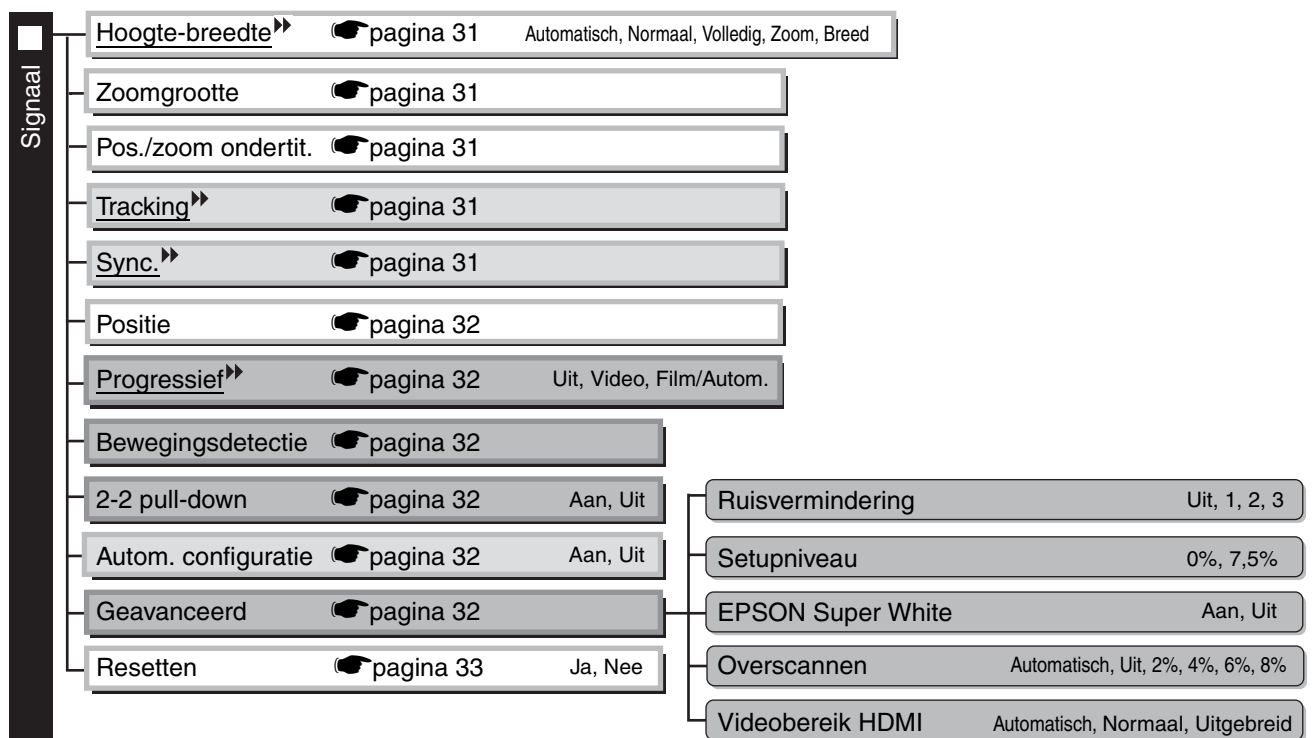 Signaal
Hoogte-breedte pagina 31 Automatisch, Normaal, Volledig, Zoom, Breed
Zoomgrootte pagina 31
Pos./zoom ondertit. pagina 31
Tracking pagina 31
Sync. pagina 31
Positie pagina 32
Progressief pagina 32 Uit, Video, Film/Autom.
Bewegingsdetectie pagina 32
2-2 pull-down pagina 32 Aan, Uit
Autom. configuratie pagina 32 Aan, Uit
Geavanceerd pagina 32
Resetten pagina 33 Ja, Nee
Ruisvermindering Uit, 1, 2, 3
Setupniveau 0%, 7,5%
EPSON Super White Aan, Uit
Overscannen Automatisch, Uit, 2%, 4%, 6%, 8%
Videobereik HDMI Automatisch, Normaal, Uitgebreid